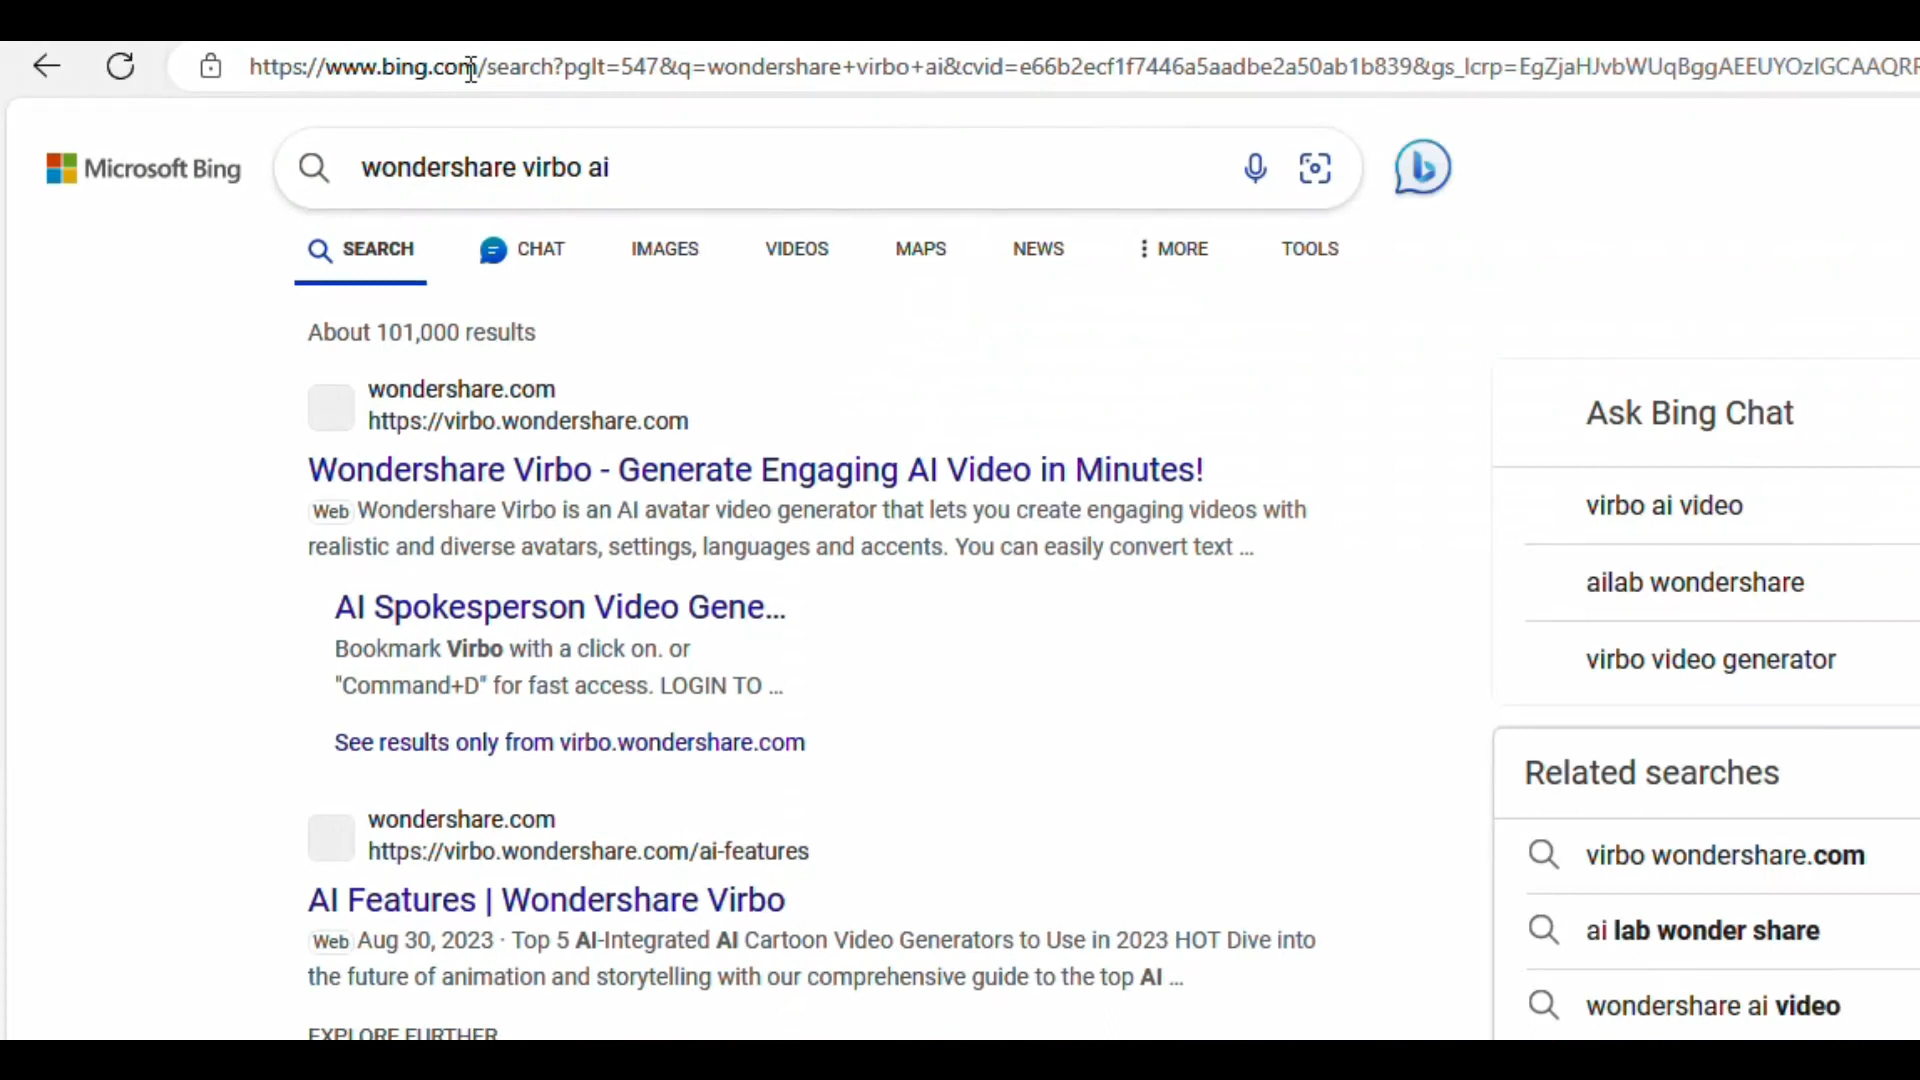 https://www.bing.com/search?pglt=547&q=wondershare+virbo+ai&cvid=e66b2ecf1f7446a5aadbe2a50ab1b839&gs_lcrp=EgZjaHJvbWUqBggAEEUYOzIGCAAQRF
Microsoft Bing
wondershare virbo ai
SEARCH CHAT IMAGES VIDEOS MAPS NEWS MORE TOOLS
About 101,000 results
wondershare.com
https://virbo.wondershare.com
Wondershare Virbo - Generate Engaging AI Video in Minutes!
Web Wondershare Virbo is an AI avatar video generator that lets you create engaging videos with
realistic and diverse avatars, settings, languages and accents. You can easily convert text ...
AI Spokesperson Video Gene...
Bookmark Virbo with a click on. or
"Command+D" for fast access. LOGIN TO ...
See results only from virbo.wondershare.com
wondershare.com
https://virbo.wondershare.com/ai-features
AI Features | Wondershare Virbo
Web Aug 30, 2023 · Top 5 AI-Integrated AI Cartoon Video Generators to Use in 2023 HOT Dive into
the future of animation and storytelling with our comprehensive guide to the top AI ...
EXPLORE FURTHER
Ask Bing Chat
virbo ai video
ailab wondershare
virbo video generator
Related searches
virbo wondershare.com
ai lab wonder share
wondershare ai video